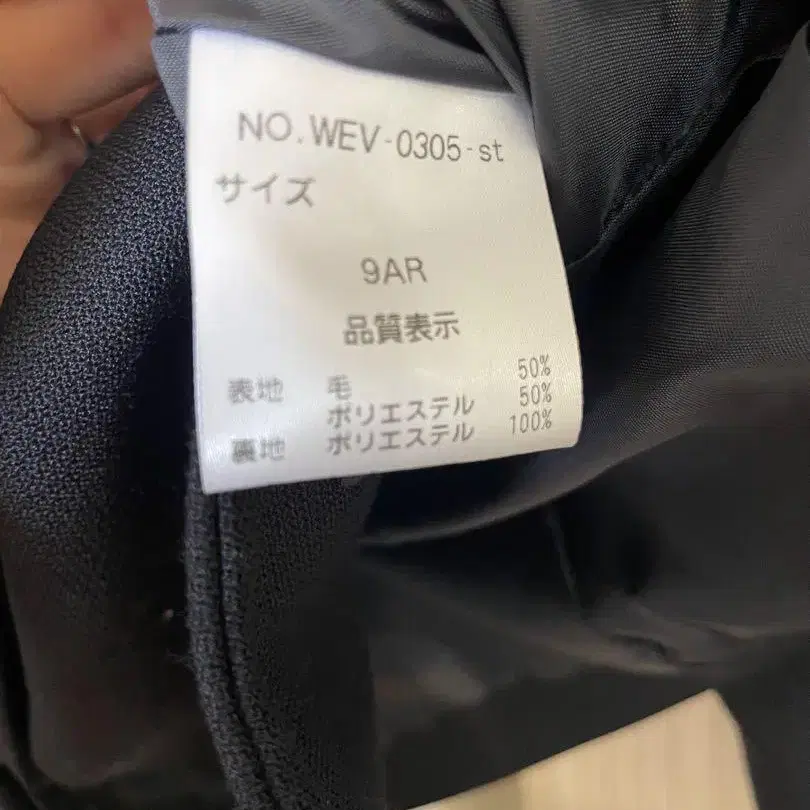 NO.WEV-0305-st
サイズ
9AR
品質表示
表地 毛 50%
ポリエステル 50%
裏地 ポリエステル 100%